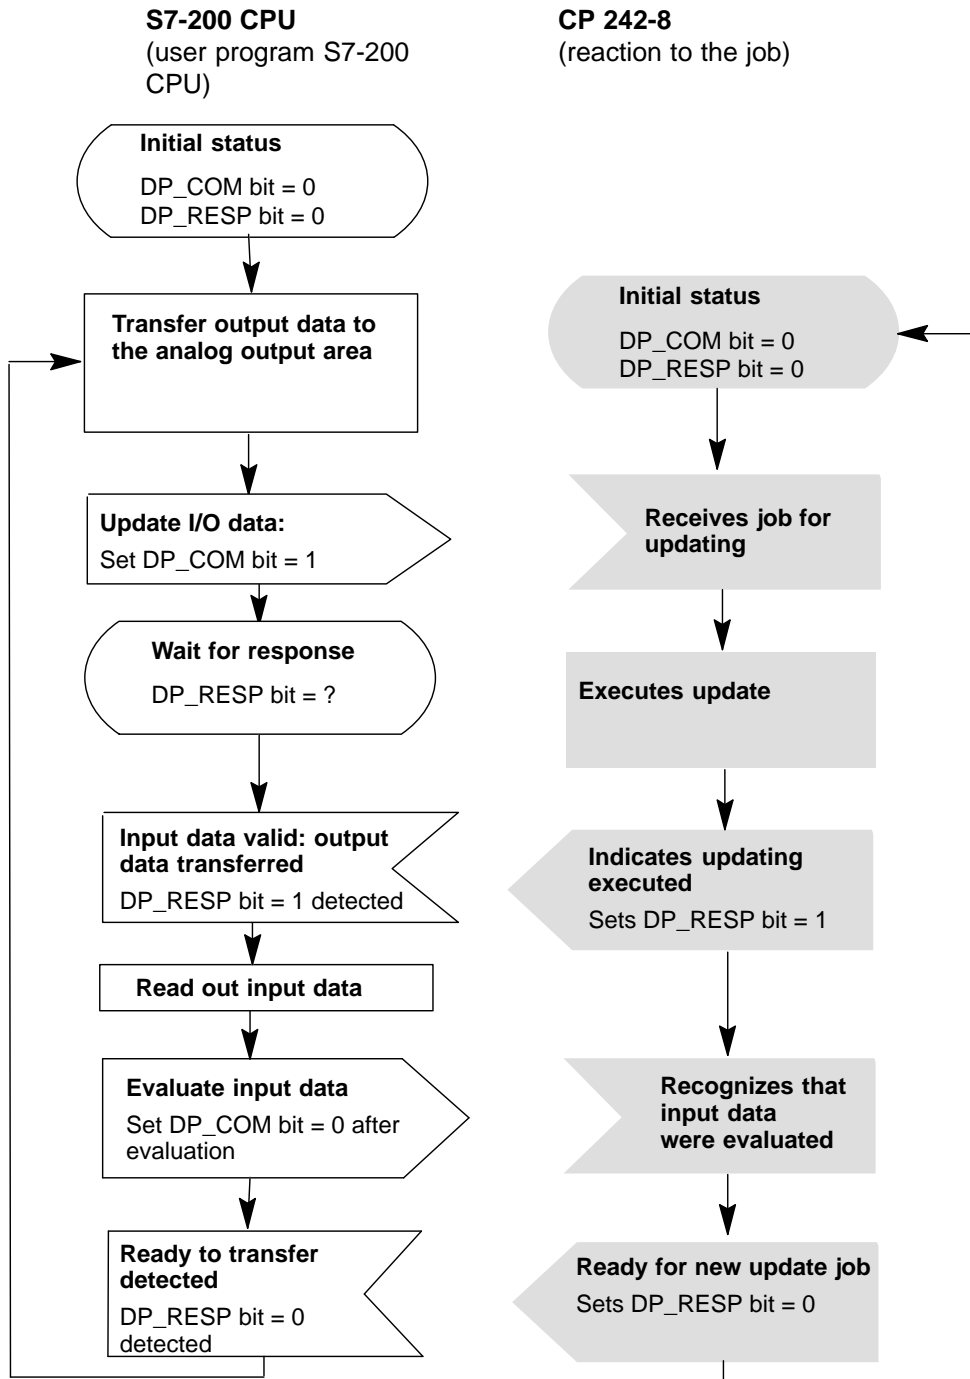 S7-200 CPU
(user program S7-200
CPU)
Initial status
DP_COM bit = 0
DP_RESP bit = 0
Transfer output data to
the analog output area
Update I/O data:
Set DP_COM bit = 1
Wait for response
DP_RESP bit = ?
Input data valid: output
data transferred
DP_RESP bit = 1 detected
Read out input data
Evaluate input data
Set DP_COM bit = 0 after
evaluation
Ready to transfer
detected
DP_RESP bit = 0
detected
CP 242-8
(reaction to the job)
Initial status
DP_COM bit = 0
DP_RESP bit = 0
Receives job for
updating
Executes update
Indicates updating
executed
Sets DP_RESP bit = 1
Recognizes that
input data
were evaluated
Ready for new update job
Sets DP_RESP bit = 0